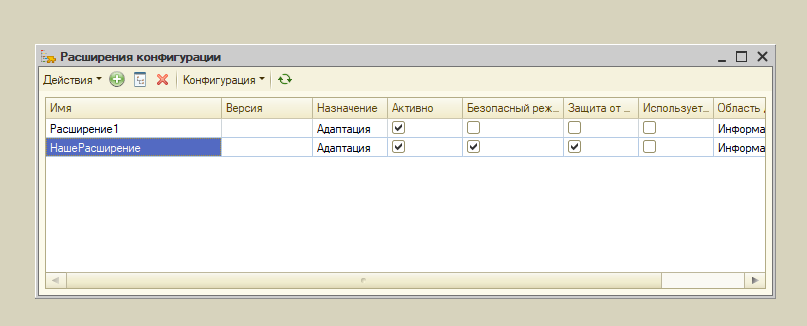 Расширения конфигурации
Действия Конфигурация
Имя Версия Назначение Активно Безопасный реж... Защита от ... Использует... Область
Расширение1 Адаптация Информа
НашеРасширение Адаптация Информа